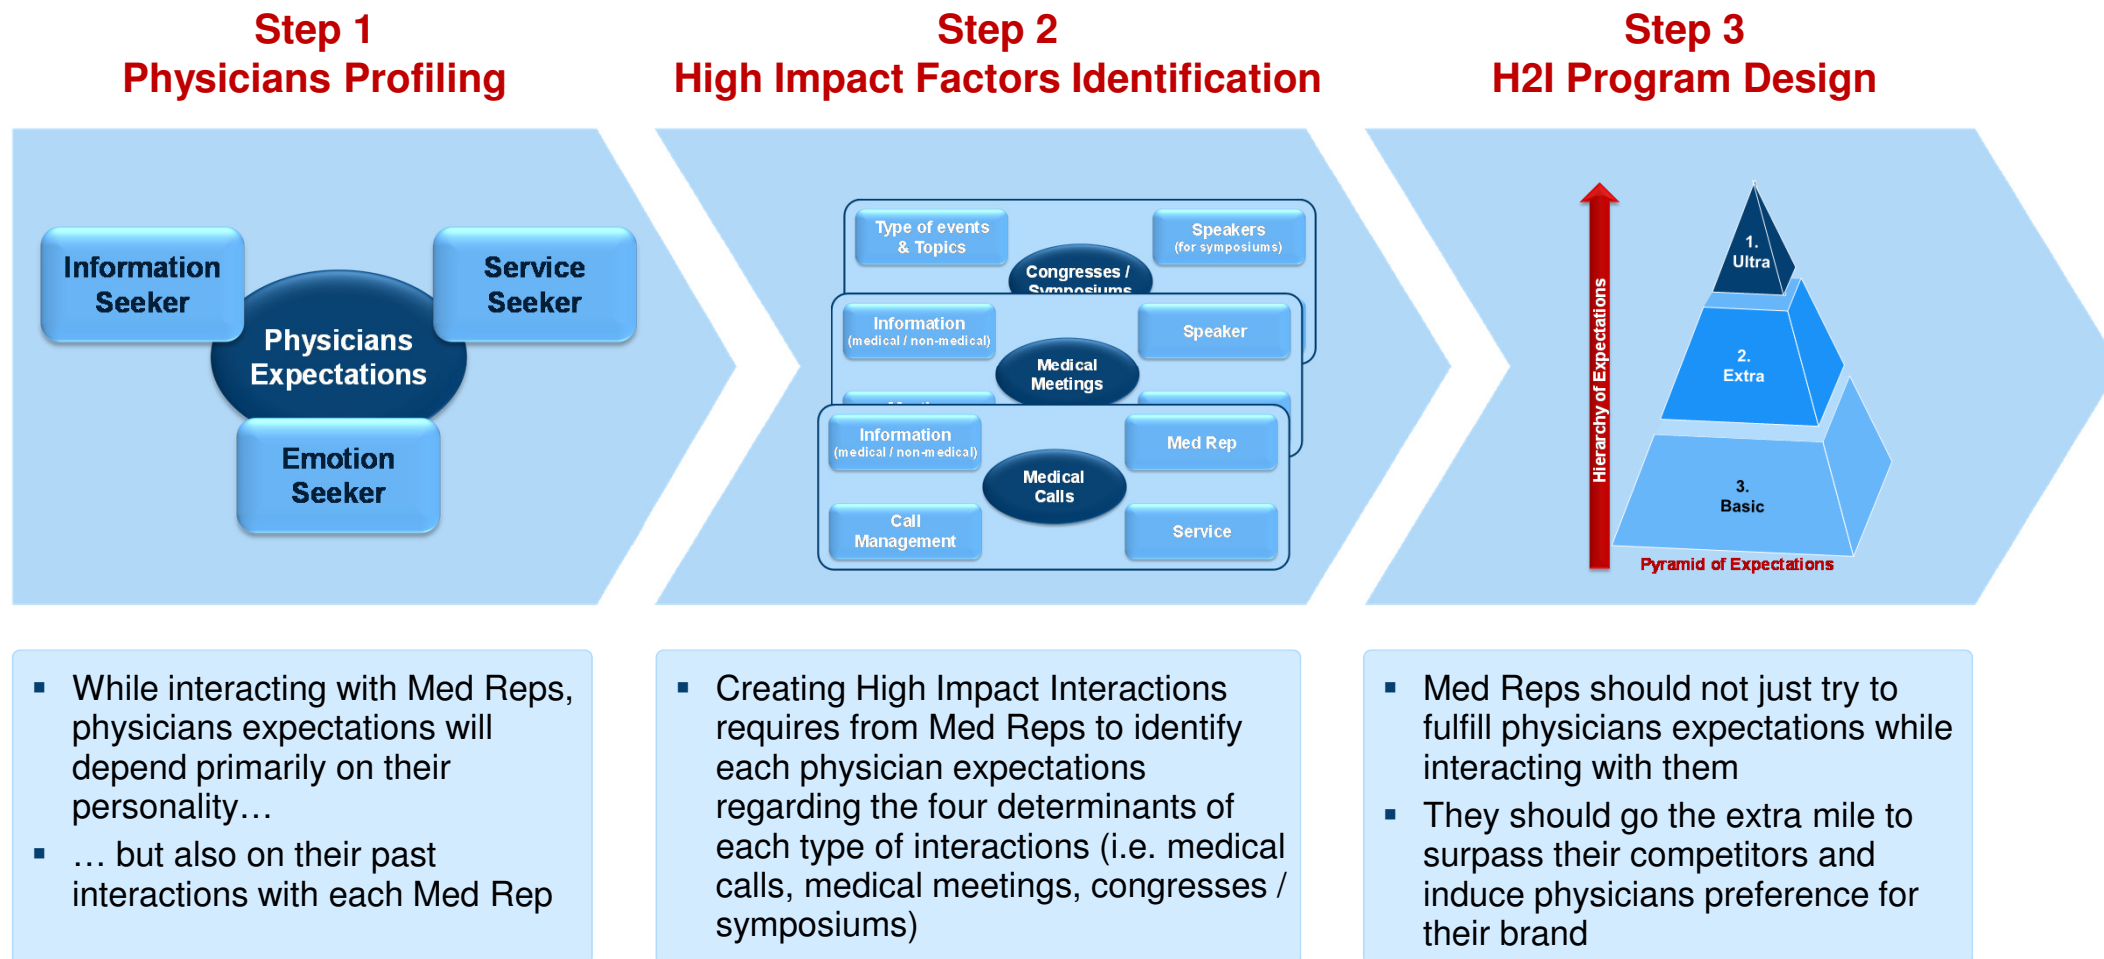 Step 1
Physicians Profiling
Step 2
High Impact Factors Identification
Step 3
H2I Program Design
Information
Seeker
Service
Seeker
Physicians
Expectations
Emotion
Seeker
Type of events
& Topics
Speakers
(for symposiums)
Congresses /
Symposiums
Information
(medical / non-medical)
Speaker
Medical
Meetings
Information
(medical / non-medical)
Med Rep
Medical
Calls
Call
Management
Service
Hierarchy of Expectations
1.
Ultra
2.
Extra
3.
Basic
Pyramid of Expectations
▪ While interacting with Med Reps,
physicians expectations will
depend primarily on their
personality…
▪ … but also on their past
interactions with each Med Rep
▪ Creating High Impact Interactions
requires from Med Reps to identify
each physician expectations
regarding the four determinants of
each type of interactions (i.e. medical
calls, medical meetings, congresses /
symposiums)
▪ Med Reps should not just try to
fulfill physicians expectations while
interacting with them
▪ They should go the extra mile to
surpass their competitors and
induce physicians preference for
their brand